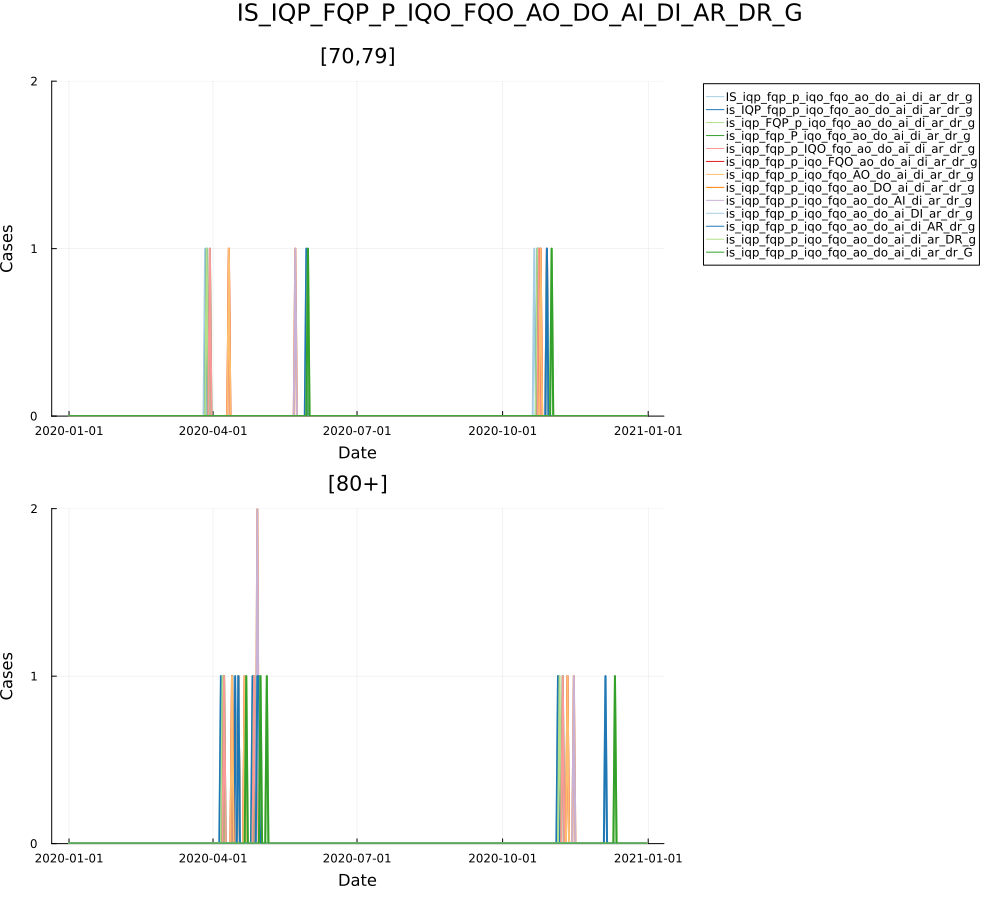 IS_IQP_FQP_P_IQO_FQO_AO_DO_AI_DI_AR_DR_G
[70,79]
2
1
0
Cases
2020-01-01 2020-04-01 2020-07-01 2020-10-01 2021-01-01
Date
IS_iqp_fqp_p_iqo_fqo_ao_do_ai_di_ar_dr_g
is_IQP_fqp_p_iqo_fqo_ao_do_ai_di_ar_dr_g
is_iqp_FQP_p_iqo_fqo_ao_do_ai_di_ar_dr_g
is_iqp_fqp_P_iqo_fqo_ao_do_ai_di_ar_dr_g
is_iqp_fqp_p_IQO_fqo_ao_do_ai_di_ar_dr_g
is_iqp_fqp_p_iqo_FQO_ao_do_ai_di_ar_dr_g
is_iqp_fqp_p_iqo_fqo_AO_do_ai_di_ar_dr_g
is_iqp_fqp_p_iqo_fqo_ao_DO_ai_di_ar_dr_g
is_iqp_fqp_p_iqo_fqo_ao_do_AI_di_ar_dr_g
is_iqp_fqp_p_iqo_fqo_ao_do_ai_DI_ar_dr_g
is_iqp_fqp_p_iqo_fqo_ao_do_ai_di_AR_dr_g
is_iqp_fqp_p_iqo_fqo_ao_do_ai_di_ar_DR_g
is_iqp_fqp_p_iqo_fqo_ao_do_ai_di_ar_dr_G
[80+]
2
1
0
Cases
2020-01-01 2020-04-01 2020-07-01 2020-10-01 2021-01-01
Date